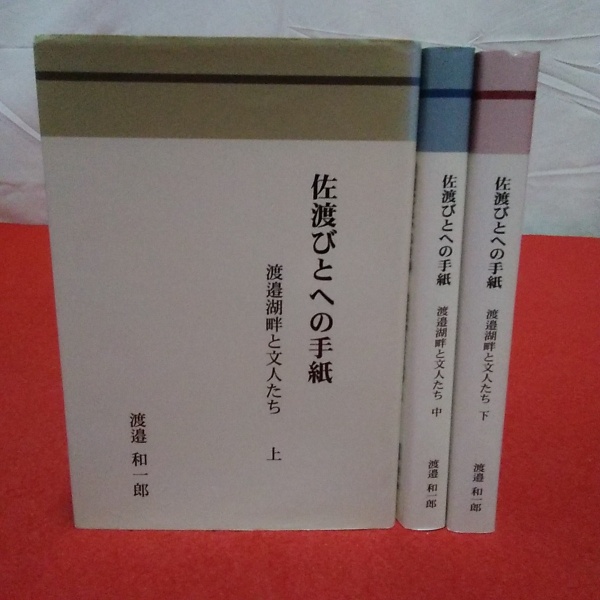 佐渡びとへの手紙
渡邉湖畔と文人たち 上
渡邉 和一郎
佐渡びとへの手紙
渡邉湖畔と文人たち 中
渡邉 和一郎
佐渡びとへの手紙
渡邉湖畔と文人たち 下
渡邉 和一郎